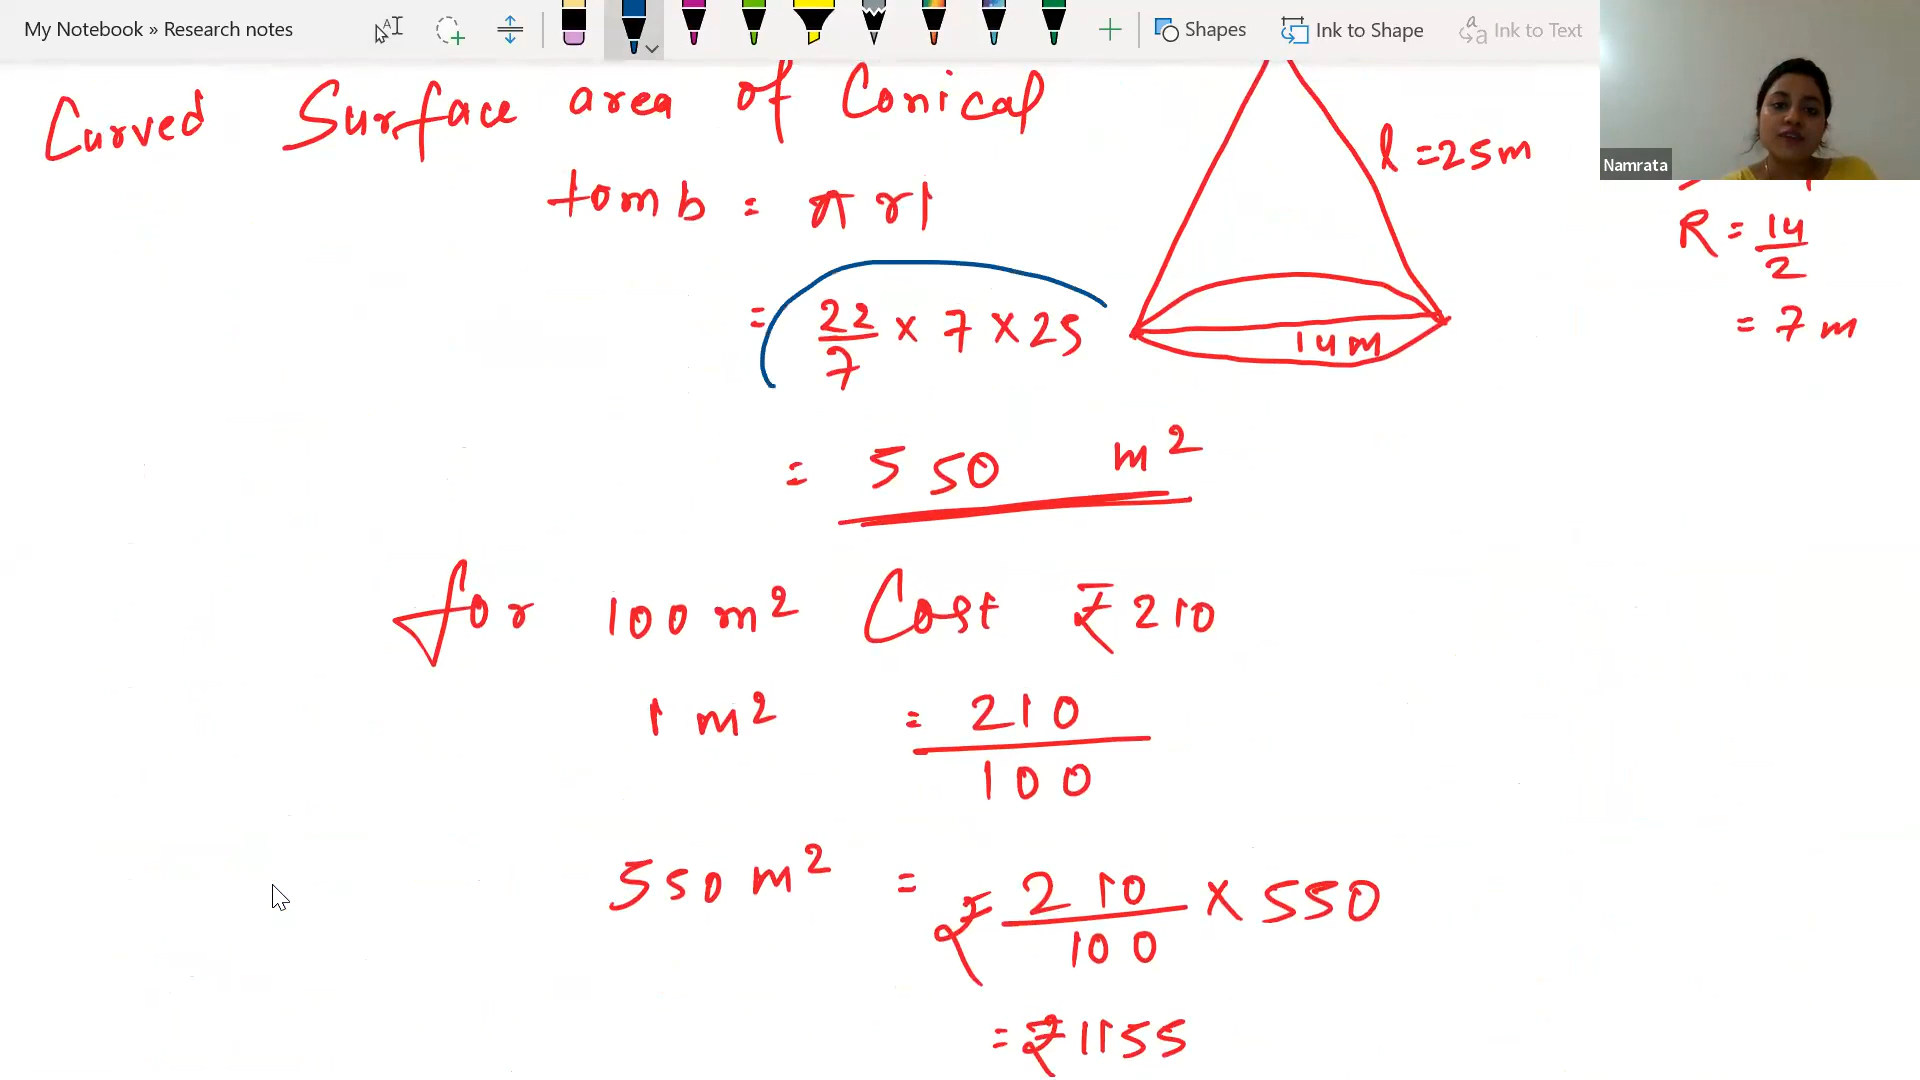 My Notebook » Research notes
Shapes
Ink to Shape
Ink to Text
Namrata
Curved Surface area of Conical
tomb = πrl
= 22/7 × 7 × 25
= 550 m²
l = 25m
14m
R = 14/2
= 7 m
for 100 m² Cost ₹210
1 m² = 210/100
550 m² = ₹ 210/100 × 550
= ₹1155